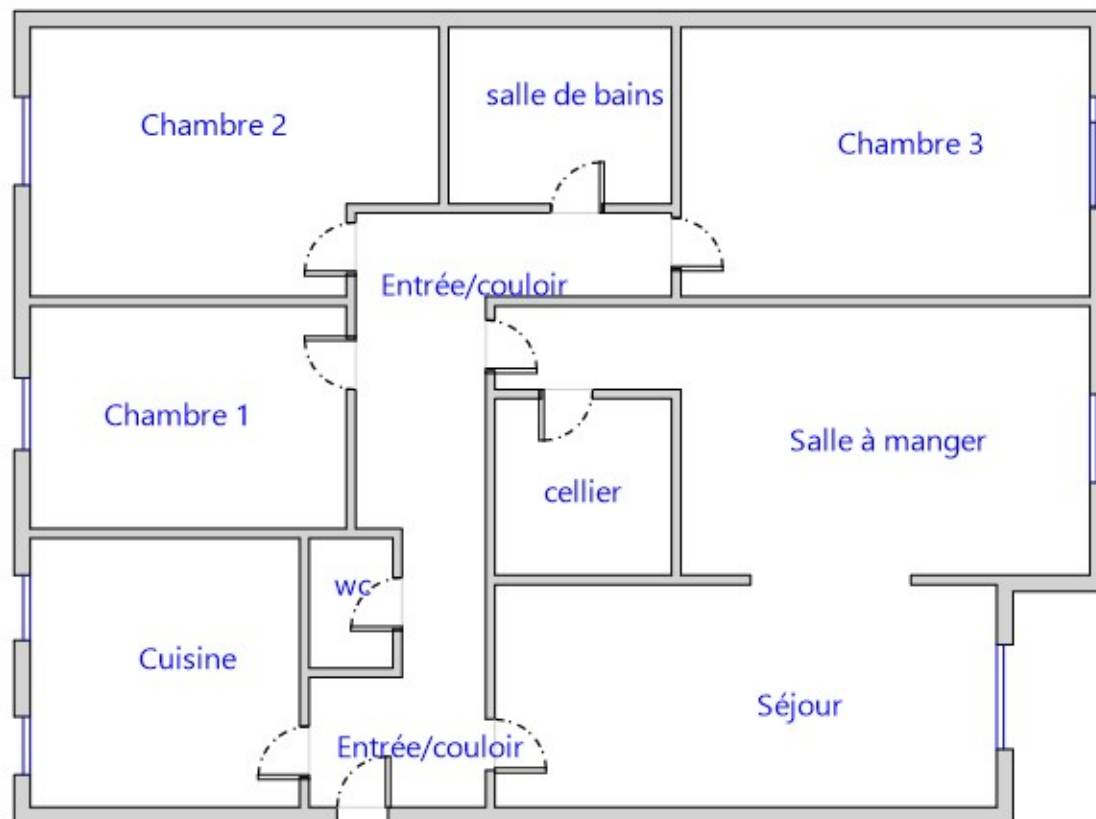 salle de bains
Chambre 2
Chambre 3
Entrée/couloir
Chambre 1
Salle à manger
cellier
wc
Cuisine
Séjour
Entrée/couloir